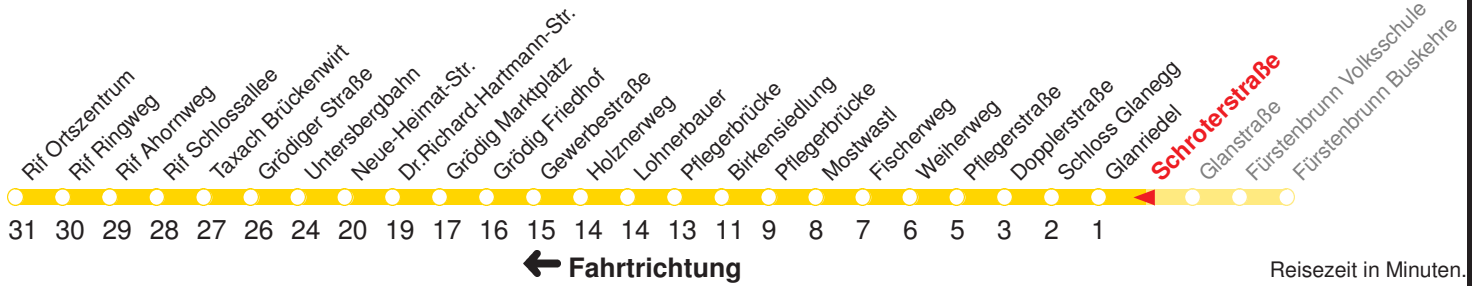 Rif Ortszentrum
Rif Ringweg
Rif Ahornweg
Rif Schlossallee
Taxach Brückenwirt
Grödiger Straße
Untersbergbahn
Neue-Heimat-Str.
Dr.Richard-Hartmann-Str.
Grödig Marktplatz
Grödig Friedhof
Gewerbestraße
Holznerweg
Lohnerbauer
Pflegerbrücke
Birkensiedlung
Pflegerbrücke
Mostwastl
Fischerweg
Weiherweg
Pflegerstraße
Dopplerstraße
Schloss Glanegg
Glanriedel
Schroterstraße
Glanstraße
Fürstenbrunn Volksschule
Fürstenbrunn Buskehre
31 30 29 28 27 26 24 20 19 17 16 15 14 14 13 11 9 8 7 6 5 3 2 1
Fahrtrichtung
Reisezeit in Minuten.